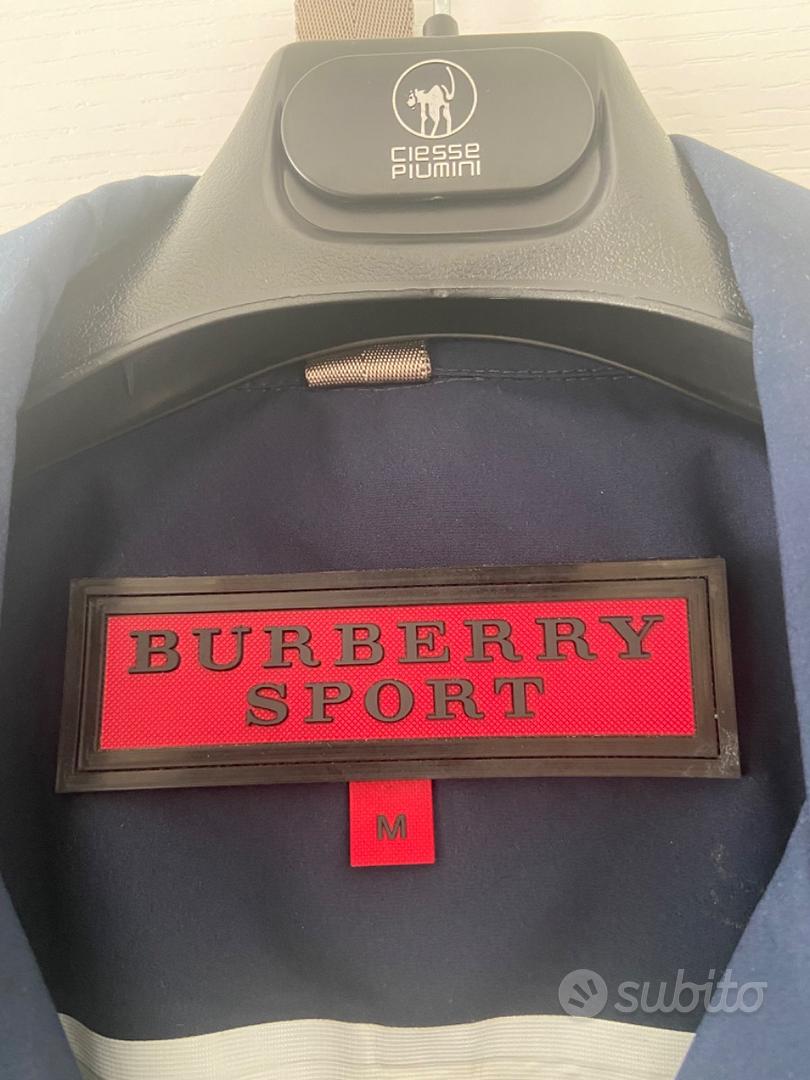 ciesse
piumini
BURBERRY
SPORT
M
subito